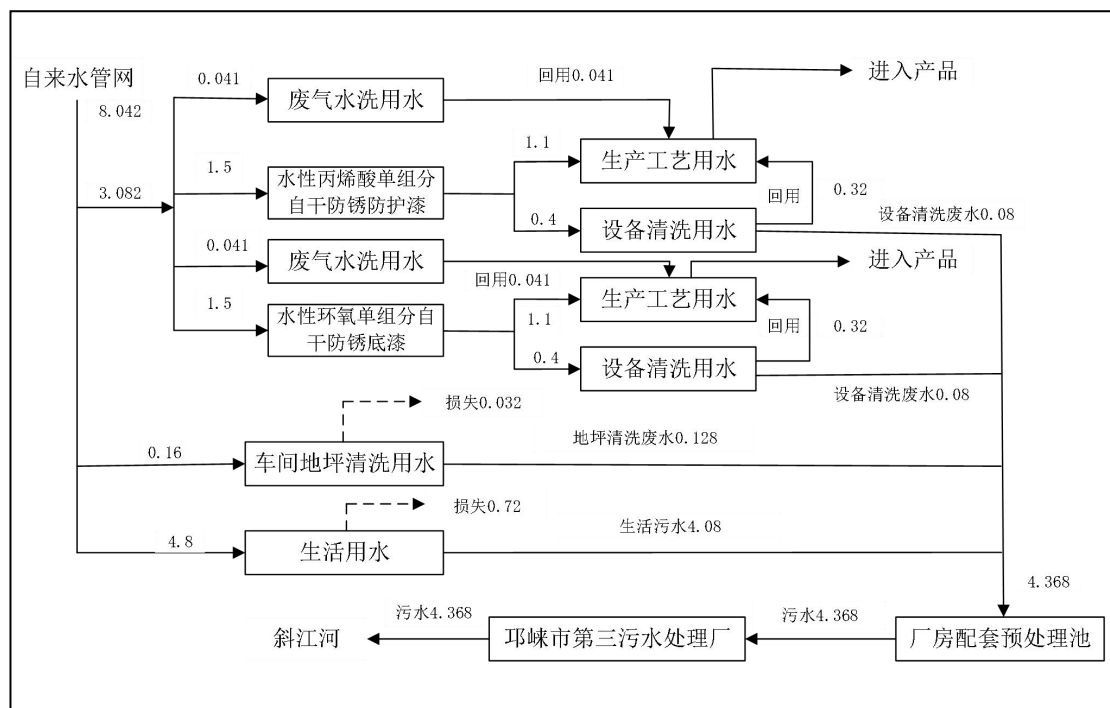 自来水管网
8.042
3.082
0.041
废气水洗用水
回用0.041
进入产品
1.5
水性丙烯酸单组分
自干防锈防护漆
1.1
生产工艺用水
0.4
设备清洗用水
回用
0.32
设备清洗废水0.08
0.041
废气水洗用水
回用0.041
进入产品
1.5
水性环氧单组分自
干防锈底漆
1.1
生产工艺用水
0.4
设备清洗用水
回用
0.32
设备清洗废水0.08
损失0.032
0.16
车间地坪清洗用水
地坪清洗废水0.128
损失0.72
4.8
生活用水
生活污水4.08
4.368
斜江河
污水4.368
邛崃市第三污水处理厂
污水4.368
厂房配套预处理池